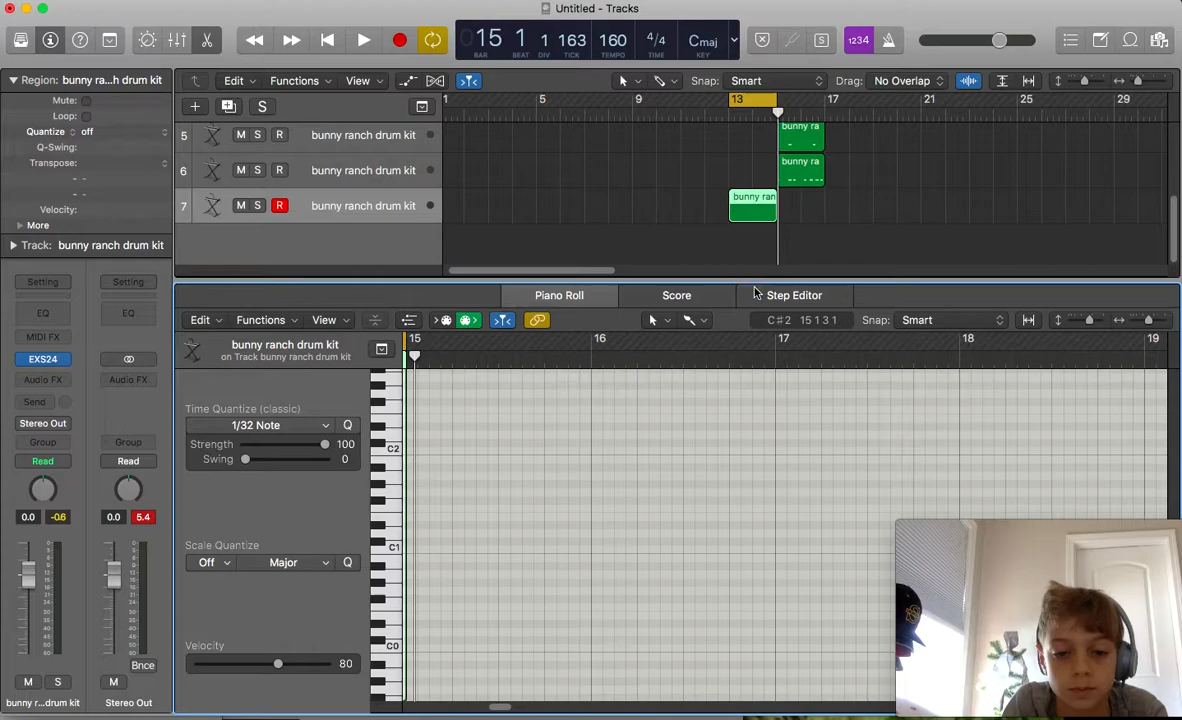 Untitled - Tracks
15 1 1 163 160 4/4 Cmaj
BAR BEAT DIV TICK TEMPO
1234
Region: bunny ra...h drum kit
Mute:
Loop:
Quantize off
Q-Swing:
Transpose:
Velocity:
More
Track: bunny ranch drum kit
Edit Functions View Snap: Smart Drag: No Overlap
S
1 5 9 13 17 21 25 29
5 M S R bunny ranch drum kit
bunny ra
6 M S R bunny ranch drum kit
bunny ra
7 M S R bunny ranch drum kit
bunny ran
Piano Roll Score Step Editor
Edit Functions View C#2 15 1 3 1 Snap: Smart
bunny ranch drum kit
on Track bunny ranch drum kit
15 16 17 18 19
Time Quantize (classic)
1/32 Note Q
Strength 100
Swing 0
Scale Quantize
Off Major Q
Velocity
80
C2
C1
C0
Setting Setting
EQ EQ
MIDI FX
EXS24
Audio FX Audio FX
Send
Stereo Out
Group Group
Read Read
0.0 -0.6 0.0 5.4
Bnce
M S M
bunny r...drum kit Stereo Out